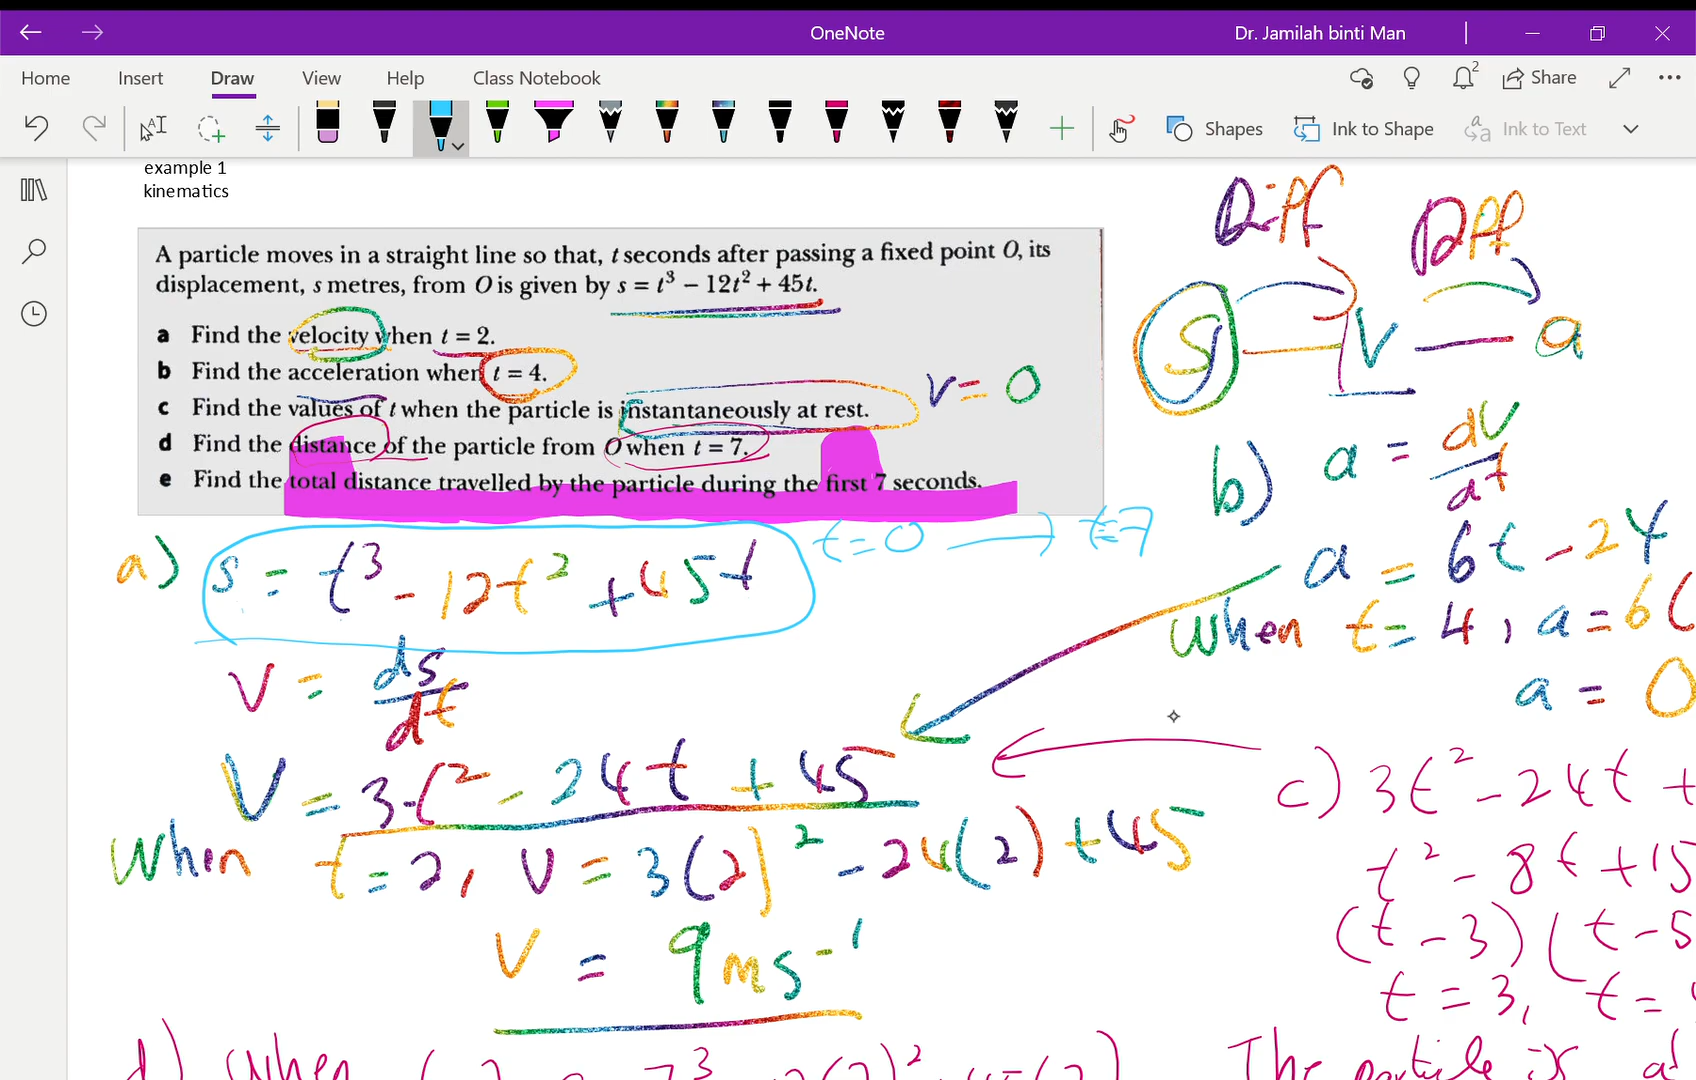 OneNote
Dr. Jamilah binti Man
Home Insert Draw View Help Class Notebook
2
Share
Shapes
Ink to Shape
Ink to Text
example 1
kinematics
A particle moves in a straight line so that, t seconds after passing a fixed point O, its
displacement, s metres, from O is given by s = t³ − 12t² + 45t.
a Find the velocity when t = 2.
b Find the acceleration when t = 4.
c Find the values of t when the particle is instantaneously at rest.
d Find the distance of the particle from O when t = 7.
e Find the total distance travelled by the particle during the first 7 seconds.
v = 0
t = 0 → t = 7
Diff Diff
S — V — a
a) s = t³ - 12t² + 45t
V = ds/dt
V = 3t² - 24t + 45
When t = 2, V = 3(2)² - 24(2) + 45
V = 9 ms⁻¹
b) a = dv/dt
a = 6t - 24
When t = 4, a = 6(
a = 0
c) 3t² - 24t +
t² - 8t + 15
(t - 3)(t - 5
t = 3, t =
d) When
The particle is